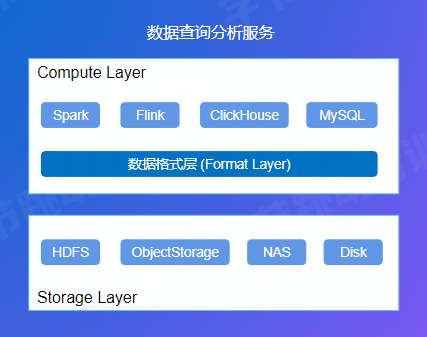 数据查询分析服务
Compute Layer
Spark Flink ClickHouse MySQL
数据格式层 (Format Layer)
HDFS ObjectStorage NAS Disk
Storage Layer